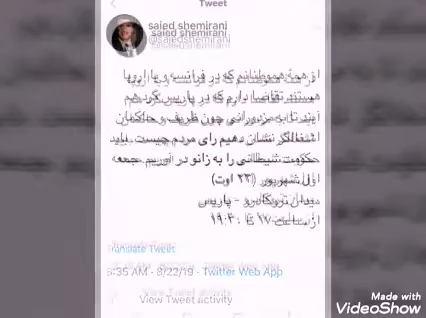 Tweet
saied shemirani
@saiedshemirani
از همه هموطنانم که در فرانسه و یا اروپا
هستند تقاضا دارم که در پاریس گرد هم
آیند تا به مزدورانی چون ظریف و حاکمان
اشغالگر نشان دهیم رای مردم چیست. باید
حکومت شیطانی را به زانو در آوریم. جمعه
اول شهریور (۲۳ اوت)
میدان تروکادرو - پاریس
از ساعت ۱۷ تا ۱۹:۳۰
Translate Tweet
6:35 AM · 8/22/19 · Twitter Web App
View Tweet activity
Made with
VideoShow